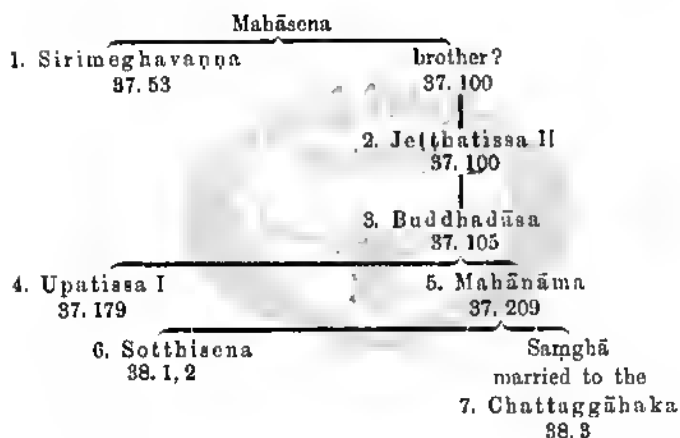 Mahāsena
1. Sirimeghavaṇṇa brother?
37. 53 37. 100
2. Jeṭṭhatissa II
37. 100
3. Buddhadāsa
37. 105
4. Upatissa I 5. Mahānāma
37. 179 37. 209
6. Sotthisena Saṃghā
38. 1, 2 married to the
7. Chattaggāhaka
38. 3